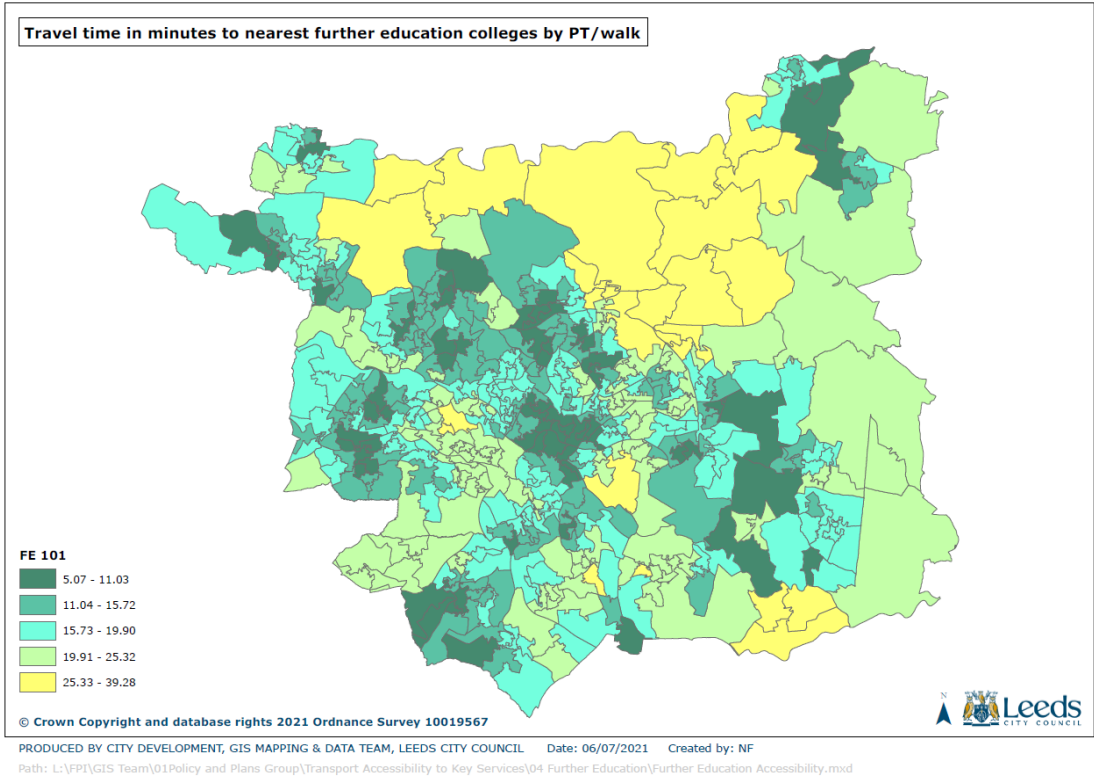 Travel time in minutes to nearest further education colleges by PT/walk
FE 101
5.07 - 11.03
11.04 - 15.72
15.73 - 19.90
19.91 - 25.32
25.33 - 39.28
© Crown Copyright and database rights 2021 Ordnance Survey 10019567
N
Leeds
CITY COUNCIL
PRODUCED BY CITY DEVELOPMENT, GIS MAPPING & DATA TEAM, LEEDS CITY COUNCIL Date: 06/07/2021 Created by: NF
Path: L:\FPI\GIS Team\01Policy and Plans Group\Transport Accessibility to Key Services\04 Further Education\Further Education Accessibility.mxd